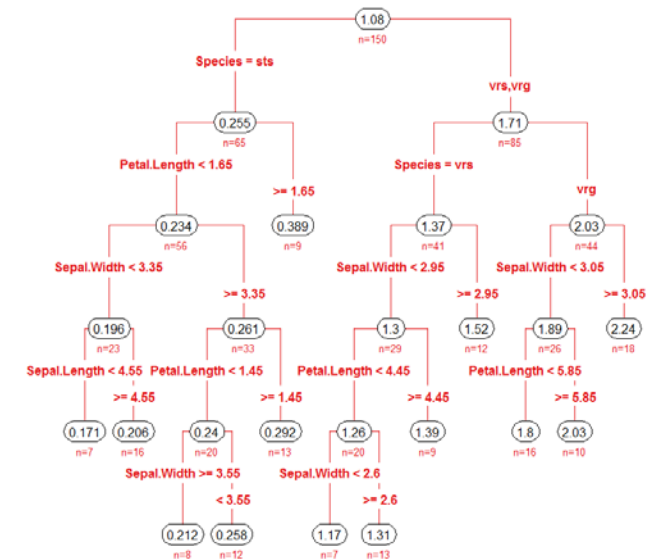 1.08
n=150
Species = sts
vrs,vrg
0.255 1.71
n=65 n=85
Petal.Length < 1.65 Species = vrs
>= 1.65 vrg
0.234 0.389 1.37 2.03
n=56 n=9 n=41 n=44
Sepal.Width < 3.35 Sepal.Width < 2.95 Sepal.Width < 3.05
>= 3.35 >= 2.95 >= 3.05
0.196 0.261 1.3 1.52 1.89 2.24
n=23 n=33 n=29 n=12 n=26 n=18
Sepal.Length < 4.55 Petal.Length < 1.45 Petal.Length < 4.45 Petal.Length < 5.85
>= 4.55 >= 1.45 >= 4.45 >= 5.85
0.171 0.206 0.24 0.292 1.26 1.39 1.8 2.03
n=7 n=16 n=20 n=13 n=20 n=9 n=16 n=10
Sepal.Width >= 3.55 Sepal.Width < 2.6
< 3.55 >= 2.6
0.212 0.258 1.17 1.31
n=8 n=12 n=7 n=13